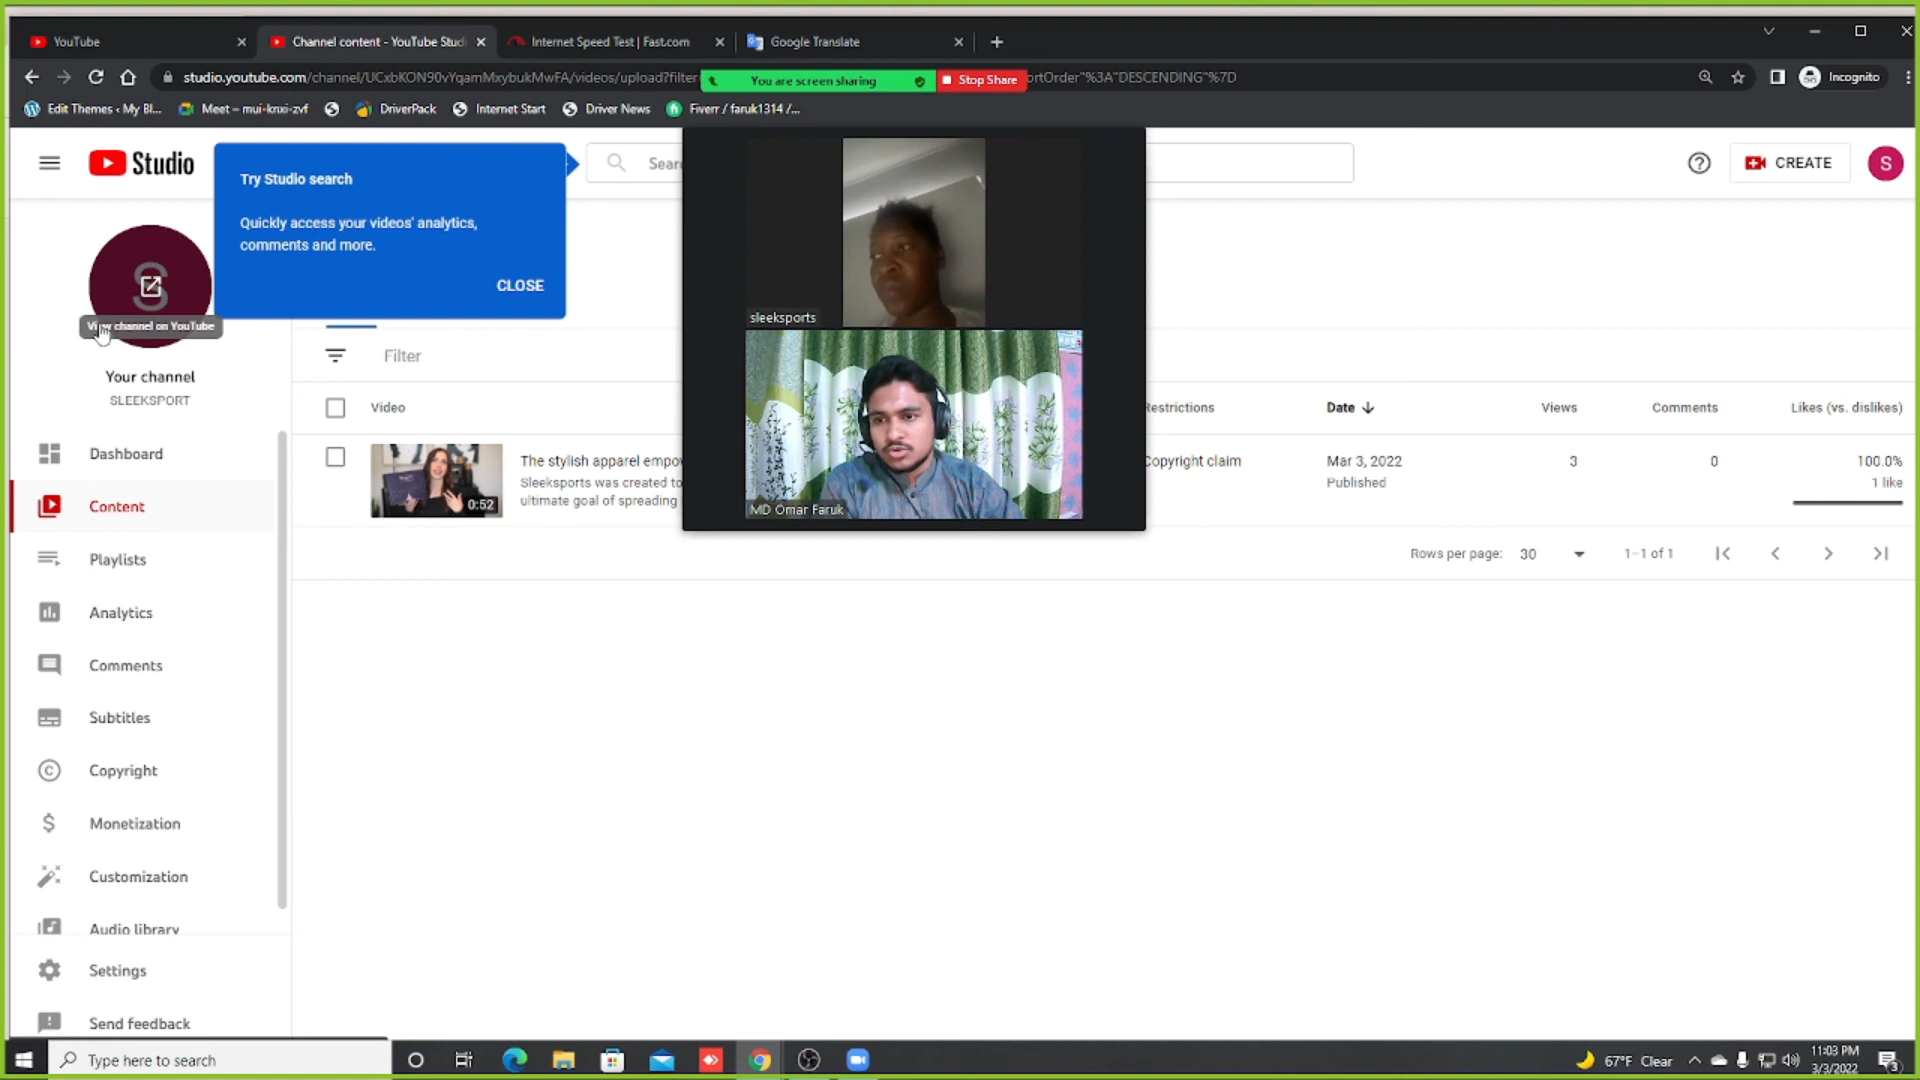 YouTube
Channel content - YouTube Studi
Internet Speed Test | Fast.com
Google Translate
studio.youtube.com/channel/UCxbKON90vYqamMxybukMwFA/videos/upload?filter
You are screen sharing
Stop Share
ortOrder"%3A"DESCENDING"%7D
Incognito
Edit Themes ‹ My Bl...
Meet – mui-knxi-zvf
DriverPack
Internet Start
Driver News
Fiverr / faruk1314 /...
Studio
Try Studio search
Quickly access your videos' analytics,
comments and more.
CLOSE
Sear
CREATE
S
S
View channel on YouTube
Your channel
SLEEKSPORT
sleeksports
MD Omar Faruk
Filter
Video
Restrictions
Date
Views
Comments
Likes (vs. dislikes)
0:52
The stylish apparel empo
Sleeksports was created to
ultimate goal of spreading
Copyright claim
Mar 3, 2022
Published
3
0
100.0%
1 like
Rows per page:
30
1–1 of 1
Dashboard
Content
Playlists
Analytics
Comments
Subtitles
Copyright
Monetization
Customization
Audio library
Settings
Send feedback
Type here to search
67°F Clear
11:03 PM
3/3/2022
3